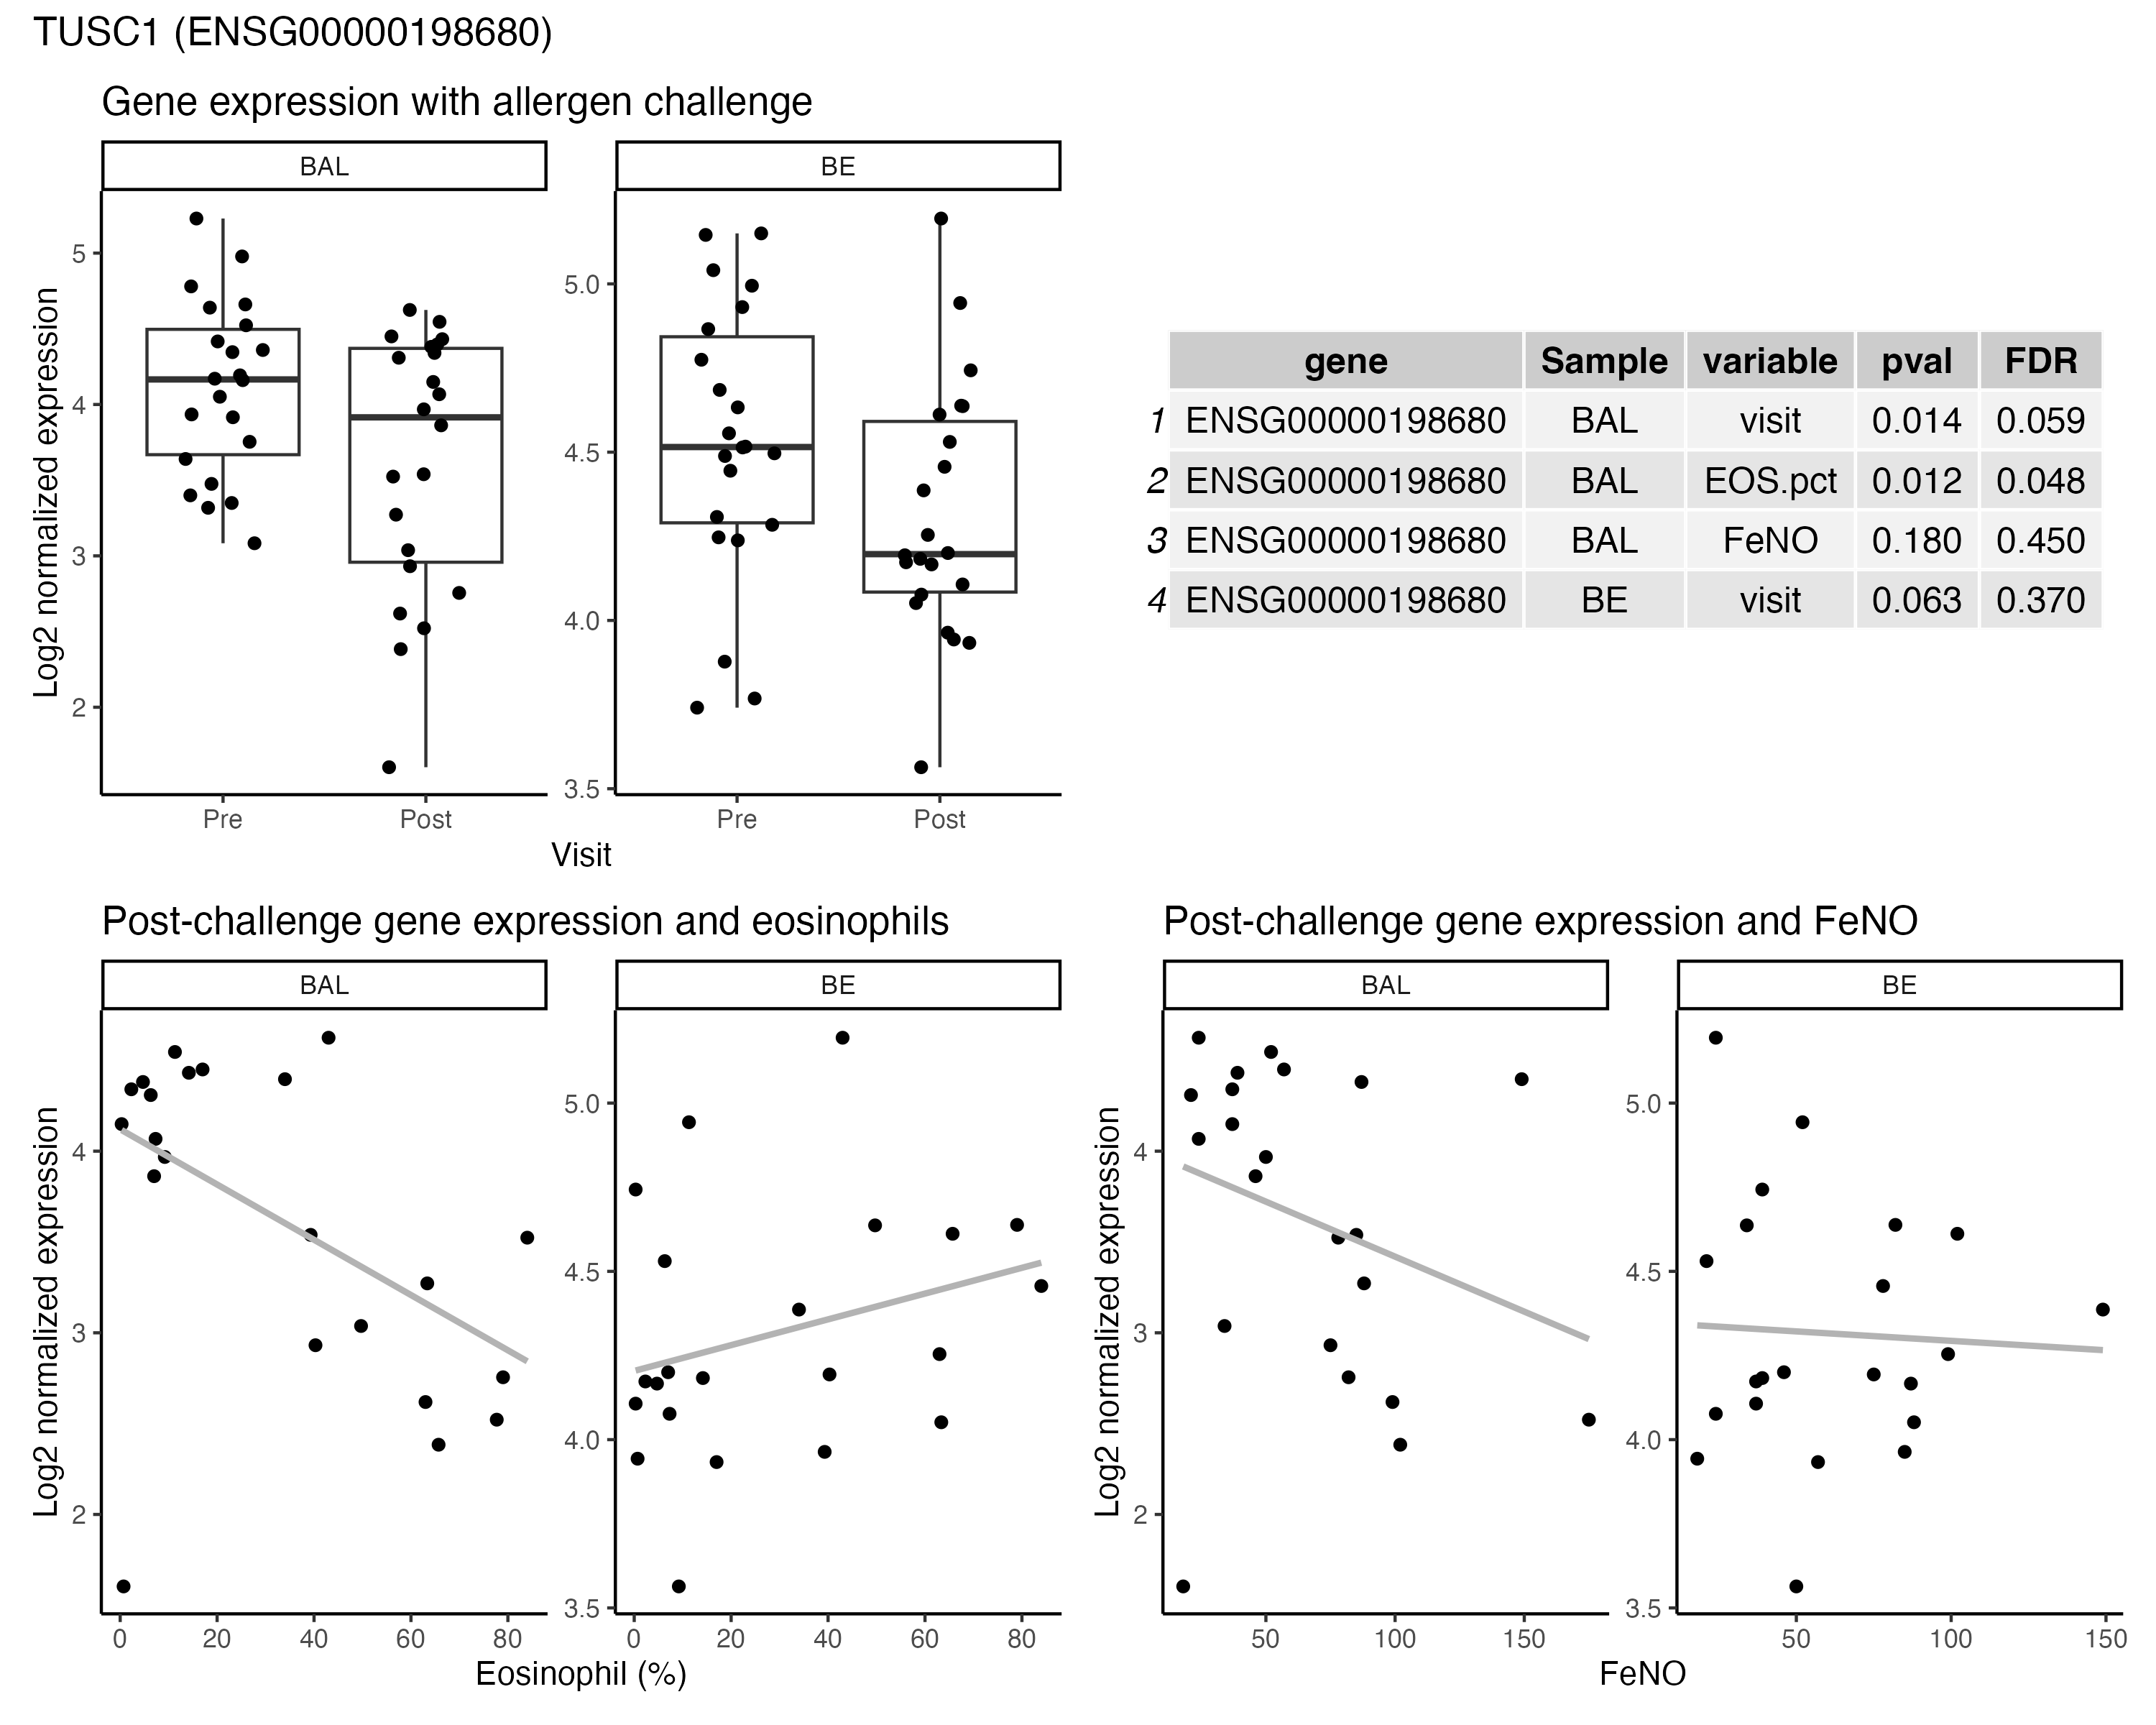 TUSC1 (ENSG00000198680)
Gene expression with allergen challenge
BAL
BE
Log2 normalized expression
5
4
3
2
5.0
4.5
4.0
3.5
Pre
Post
Pre
Post
Visit
gene Sample variable pval FDR
1 ENSG00000198680 BAL visit 0.014 0.059
2 ENSG00000198680 BAL EOS.pct 0.012 0.048
3 ENSG00000198680 BAL FeNO 0.180 0.450
4 ENSG00000198680 BE visit 0.063 0.370
Post-challenge gene expression and eosinophils
BAL
BE
Log2 normalized expression
4
3
2
5.0
4.5
4.0
3.5
0 20 40 60 80
0 20 40 60 80
Eosinophil (%)
Post-challenge gene expression and FeNO
BAL
BE
Log2 normalized expression
4
3
2
5.0
4.5
4.0
3.5
50 100 150
50 100 150
FeNO